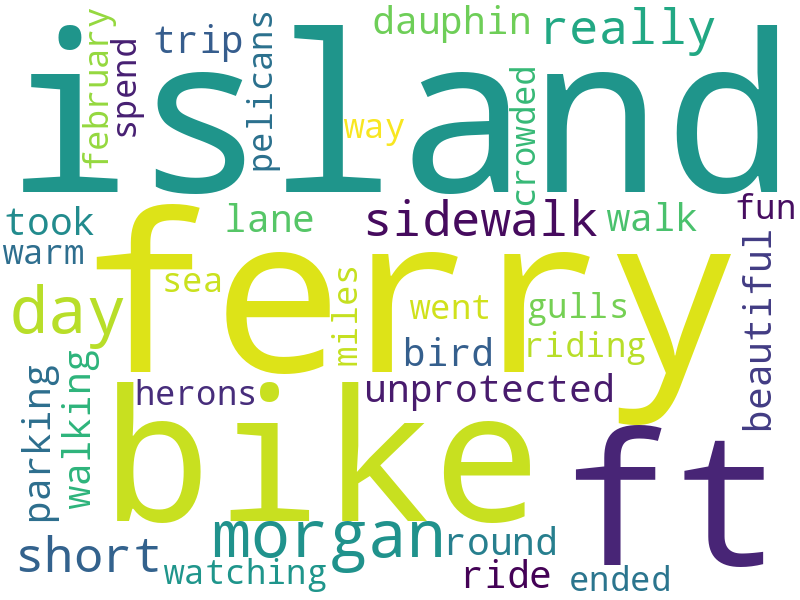 february
spend
trip
pelicans
dauphin
really
island
way
crowded
took
warm
lane
sidewalk
walk
fun
ferry
day
sea
miles
went
gulls
bird
riding
beautiful
herons
unprotected
parking
walking
bike
ft
morgan
short
watching
round
ride
ended